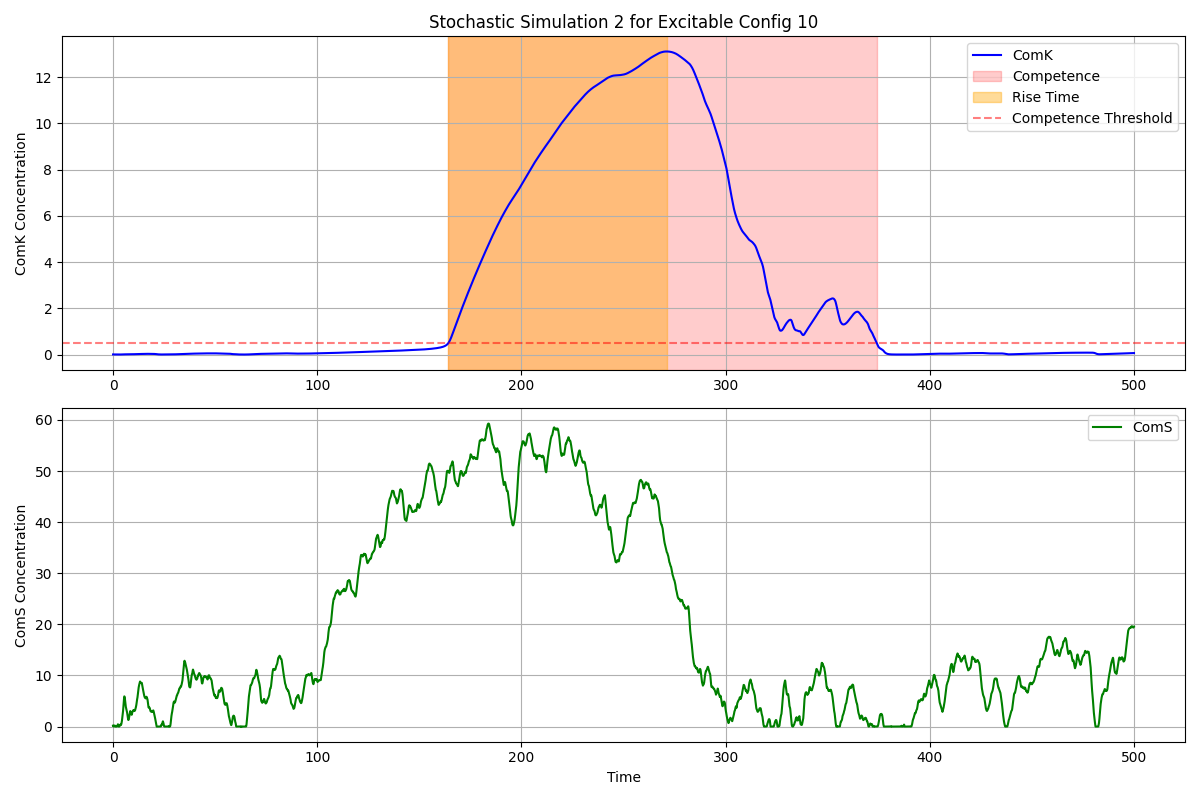 Stochastic Simulation 2 for Excitable Config 10
ComK Concentration
12
10
8
6
4
2
0
ComK
Competence
Rise Time
Competence Threshold
0 100 200 300 400 500
ComS Concentration
60
50
40
30
20
10
0
ComS
0 100 200 300 400 500
Time